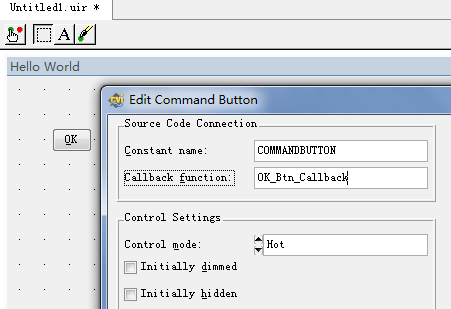 Untitled1.uir *
A
Hello World
OK
Edit Command Button
Source Code Connection
Constant name: COMMANDBUTTON
Callback function: OK_Btn_Callback
Control Settings
Control mode: Hot
Initially dimmed
Initially hidden